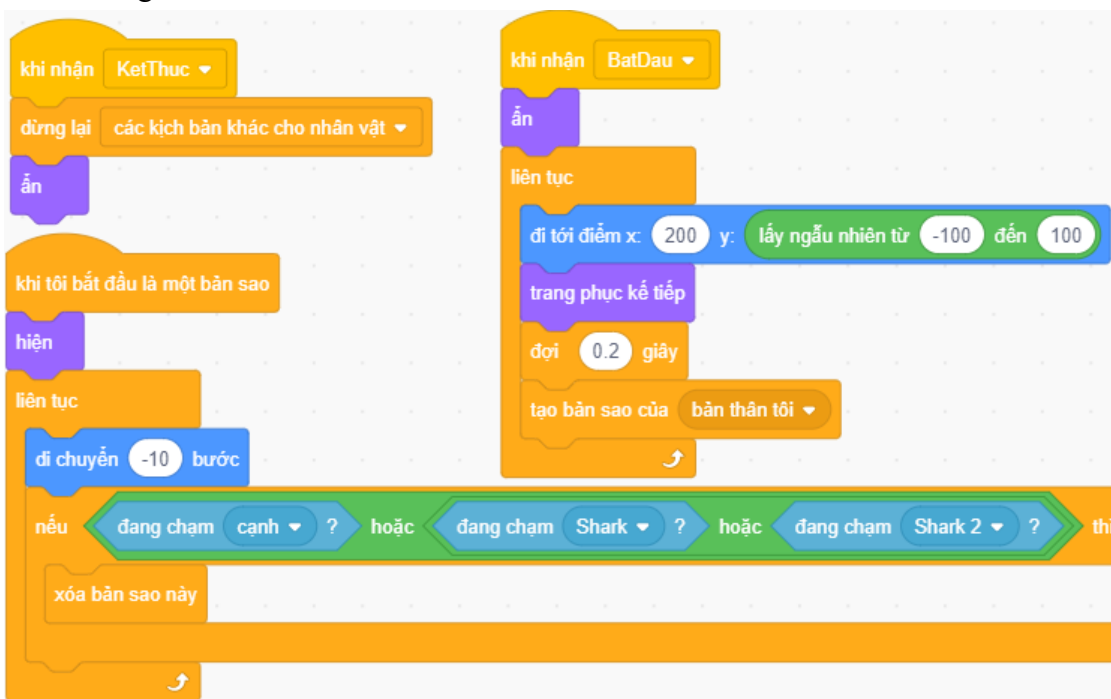 khi nhận KetThuc
dừng lại các kịch bản khác cho nhân vật
ẩn
khi nhận BatDau
ẩn
liên tục
đi tới điểm x: 200 y: lấy ngẫu nhiên từ -100 đến 100
trang phục kế tiếp
đợi 0.2 giây
tạo bản sao của bản thân tôi
khi tôi bắt đầu là một bản sao
hiện
liên tục
di chuyển -10 bước
nếu đang chạm cạnh ? hoặc đang chạm Shark ? hoặc đang chạm Shark 2 ?
xóa bản sao này